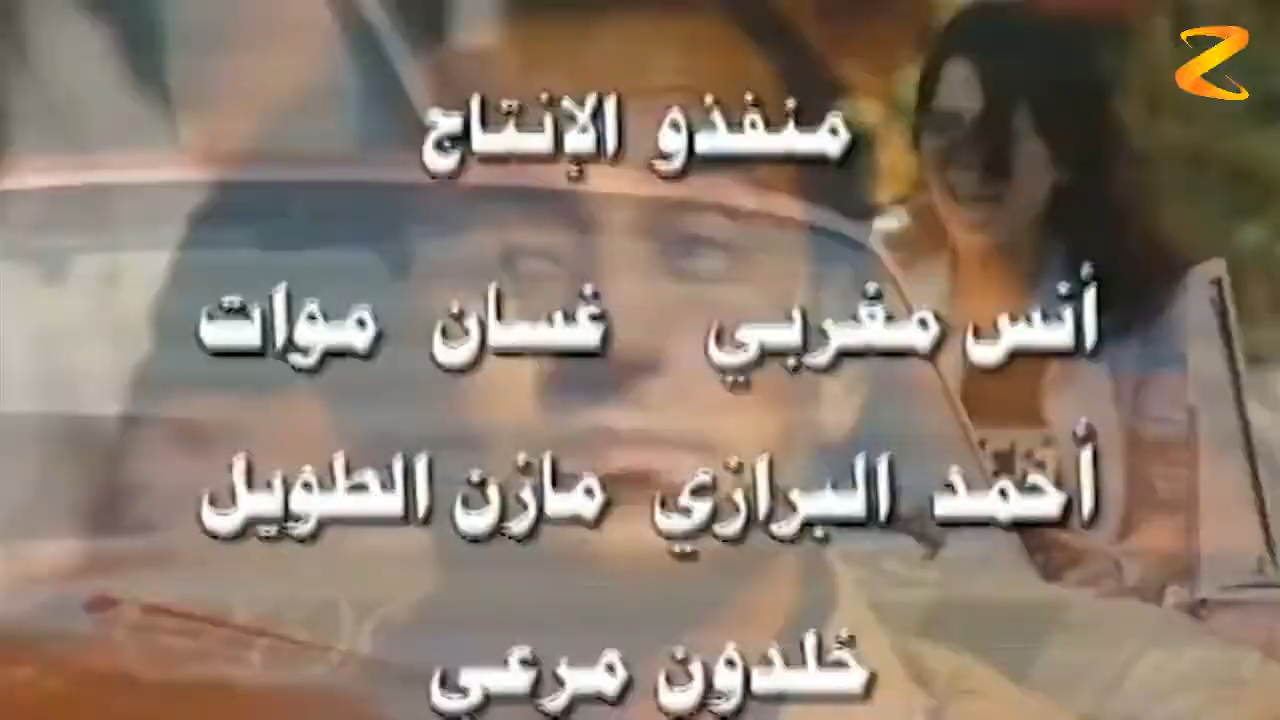 منفذو الإنتاج
أنس مغربي غسان موات
أحمد البرازي مازن الطويل
خلدون مرعي